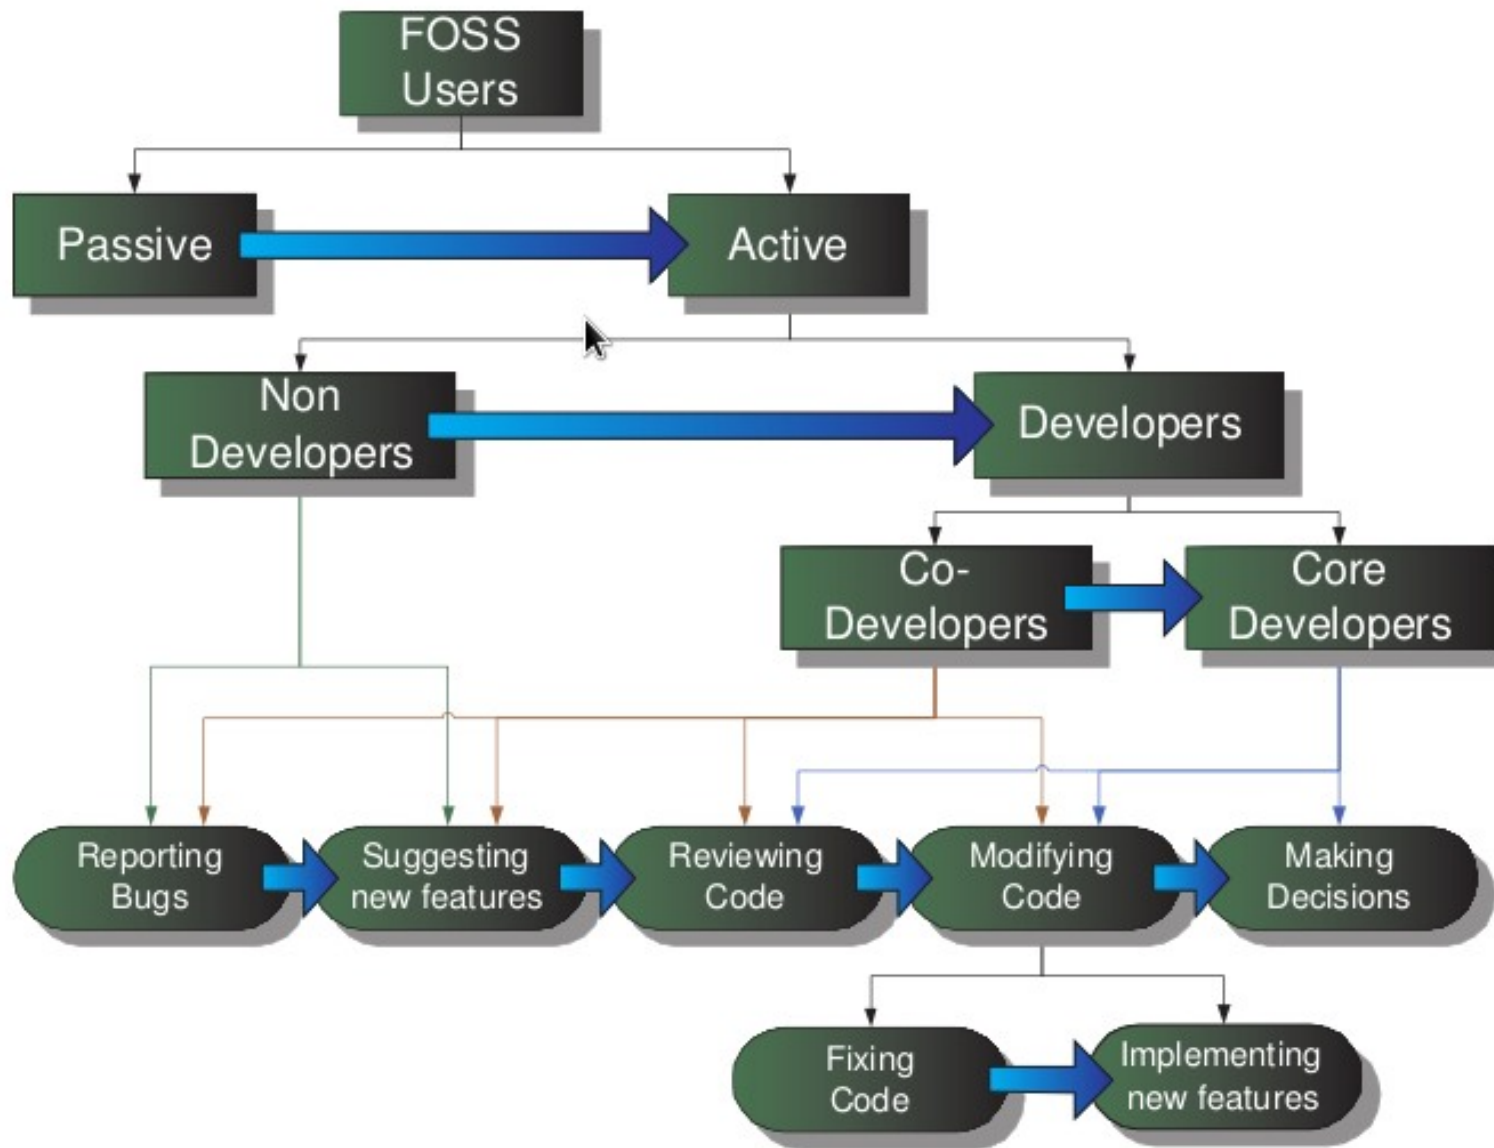 FOSS
Users
Passive
Active
Non
Developers
Developers
Co-
Developers
Core
Developers
Reporting
Bugs
Suggesting
new features
Reviewing
Code
Modifying
Code
Making
Decisions
Fixing
Code
Implementing
new features